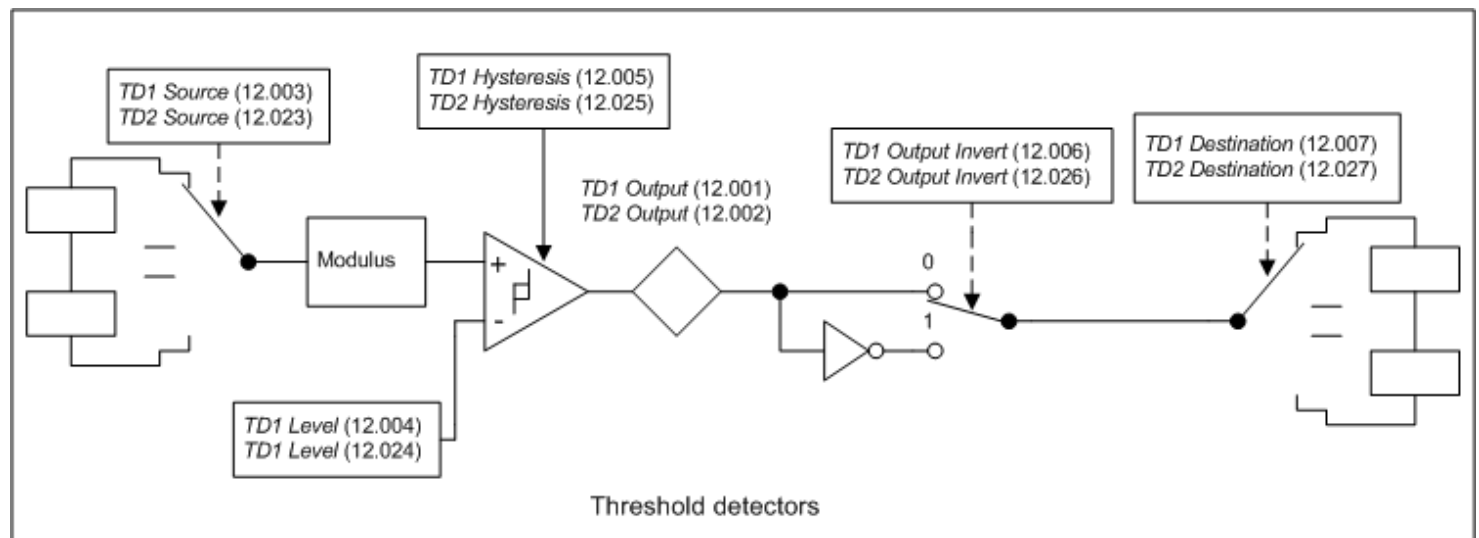 TD1 Source (12.003)
TD2 Source (12.023)
TD1 Hysteresis (12.005)
TD2 Hysteresis (12.025)
TD1 Output (12.001)
TD2 Output (12.002)
TD1 Output Invert (12.006)
TD2 Output Invert (12.026)
TD1 Destination (12.007)
TD2 Destination (12.027)
Modulus
+
-
0
1
TD1 Level (12.004)
TD1 Level (12.024)
Threshold detectors